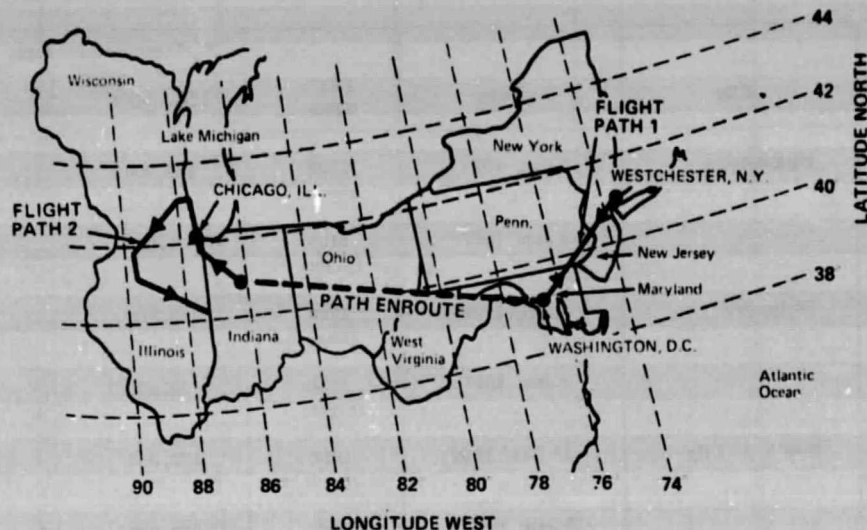 44
Wisconsin
42
FLIGHT
PATH 1
LATITUDE NORTH
Lake Michigan
New York
WESTCHESTER, N.Y.
CHICAGO, ILL.
40
FLIGHT
PATH 2
Penn.
New Jersey
Ohio
38
Maryland
PATH ENROUTE
West
Virginia
Indiana
Illinois
WASHINGTON, D.C.
Atlantic
Ocean
90 88 86 84 82 80 78 76 74
LONGITUDE WEST